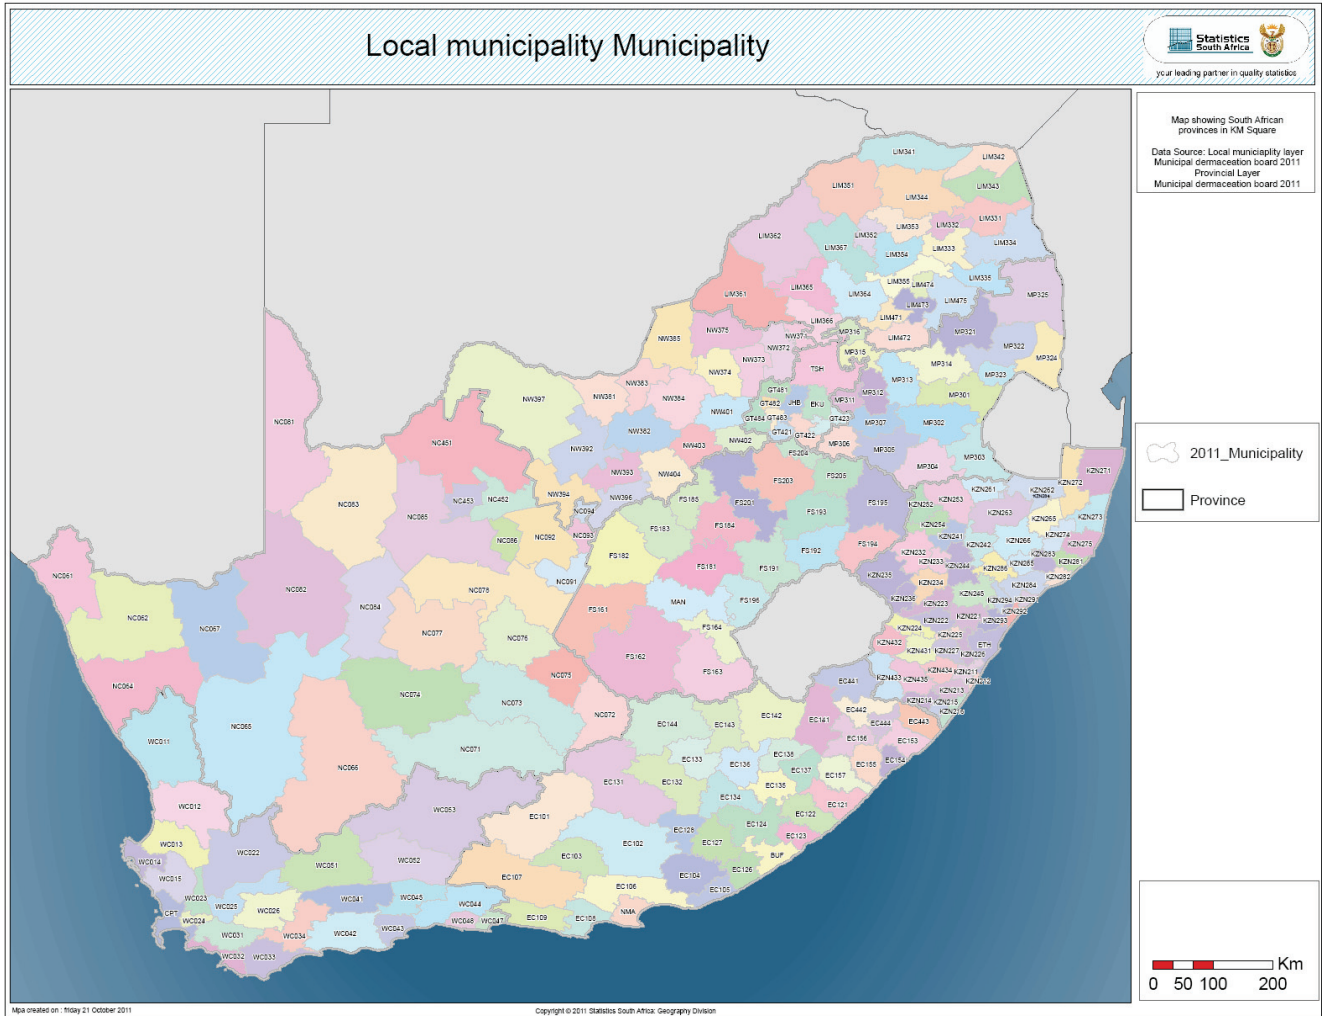 Local municipality Municipality
Statistics
South Africa
your leading partner in quality statistics
Map showing South African
provinces in KM Square
Data Source: Local municiaplity layer
Municipal dermaceation board 2011
Provincial Layer
Municipal dermaceation board 2011
LIM341
LIM342
LIM351
LIM344
LIM343
LIM362
LIM352
LIM353
LIM332
LIM331
LIM367
LIM354
LIM333
LIM334
LIM361
LIM365
LIM364
LIM355
LIM474
LIM335
LIM473
LIM475
MP325
LIM366
LIM471
NW385
NW375
NW371
MP316
LIM472
MP321
NW372
MP315
MP322
MP324
NW373
TSH
MP314
NW374
MP313
MP323
NC081
NW397
NW381
NW383
NW384
GT481
MP312
MP301
GT482
JHB
EKU
MP311
NW401
GT484
GT483
GT423
MP307
MP302
NW382
GT421
GT422
NC451
NW392
NW403
NW402
MP306
MP305
MP303
GT204
NW393
NW404
FS203
FS205
MP304
KZN271
KZN272
NC083
NC453
NC452
NW394
NW396
FS185
FS201
FS195
KZN261
KZN262
KZN252
KZN253
KZN263
KZN265
KZN273
NC085
NC094
FS193
KZN254
NC086
NC092
NC093
FS183
FS184
KZN241
KZN242
KZN266
KZN274
KZN275
FS182
FS192
FS194
KZN232
KZN233
KZN244
KZN286
KZN285
KZN283
KZN281
NC061
NC091
FS181
FS191
KZN235
KZN234
KZN282
NC062
NC067
NC082
NC084
NC078
MAN
FS196
KZN236
KZN223
KZN245
KZN284
KZN294
KZN291
FS161
KZN222
KZN221
KZN293
KZN292
NC077
NC076
FS164
KZN224
KZN225
KZN432
KZN431
KZN227
ETH
KZN226
NC064
NC075
FS162
FS163
EC441
KZN433
KZN435
KZN434
KZN211
KZN212
NC074
NC073
KZN213
KZN214
KZN215
KZN216
NC065
NC072
EC144
EC143
EC142
EC141
EC442
EC444
EC443
WC011
NC071
EC156
EC153
NC066
EC133
EC138
EC136
EC137
EC155
EC154
EC131
EC132
EC157
EC135
WC012
WC053
EC134
EC121
EC101
EC122
EC124
EC128
EC123
WC013
WC022
EC102
EC127
WC014
WC051
WC052
EC103
BUF
WC015
EC107
EC104
EC126
EC106
EC105
WC023
WC025
WC041
WC045
WC044
CPT
WC024
WC026
WC048
WC047
EC109
EC108
NMA
WC031
WC034
WC042
WC043
WC032
WC033
2011_Municipality
Province
Km
0 50 100 200
Mpa created on : friday 21 October 2011
Copyright © 2011 Statistics South Africa: Geography Division